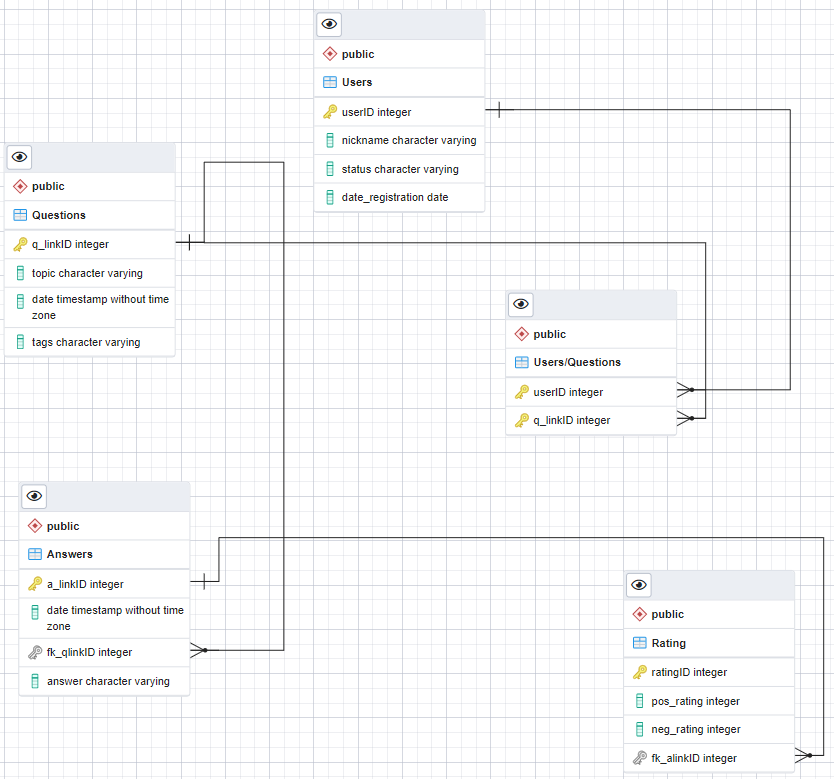 public
Users
userID integer
nickname character varying
status character varying
date_registration date
public
Questions
q_linkID integer
topic character varying
date timestamp without time
zone
tags character varying
public
Users/Questions
userID integer
q_linkID integer
public
Answers
a_linkID integer
date timestamp without time
zone
fk_qlinkID integer
answer character varying
public
Rating
ratingID integer
pos_rating integer
neg_rating integer
fk_alinkID integer